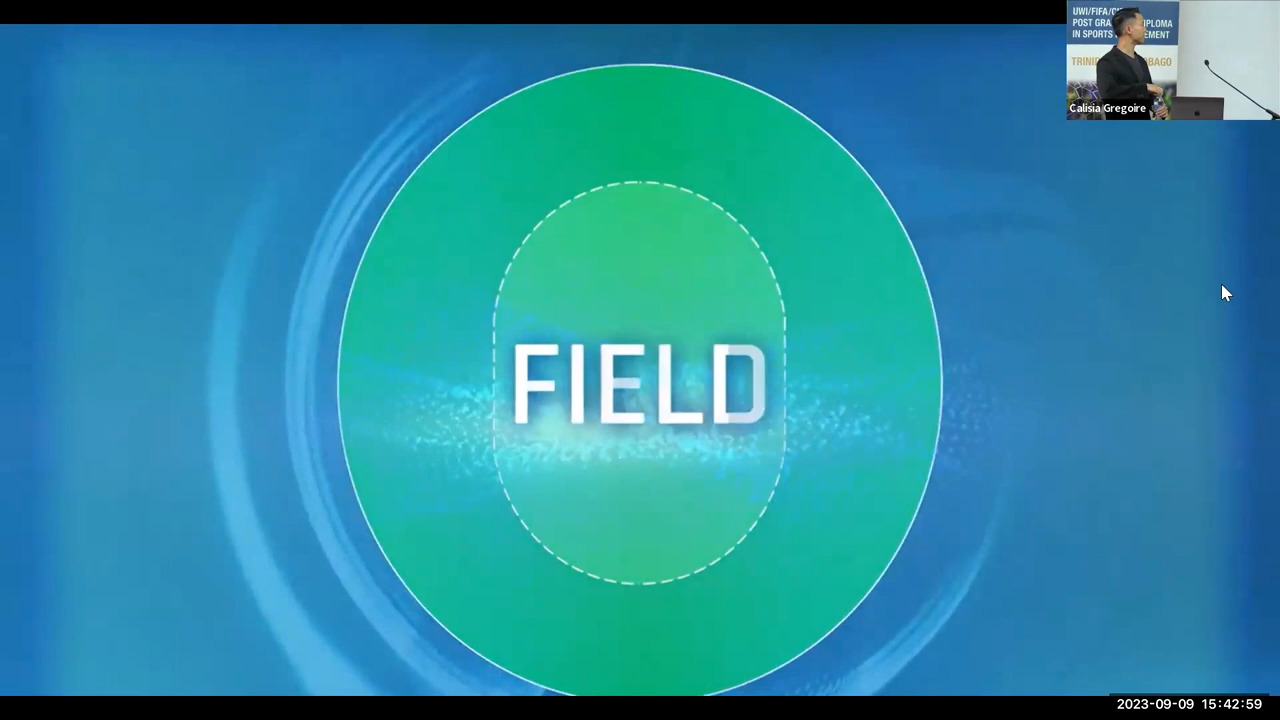 UWI/FIFA/CI
POST GRA IPLOMA
IN SPORTS EMENT
TRINI BAGO
Calisia Gregoire
FIELD
2023-09-09 15:42:59